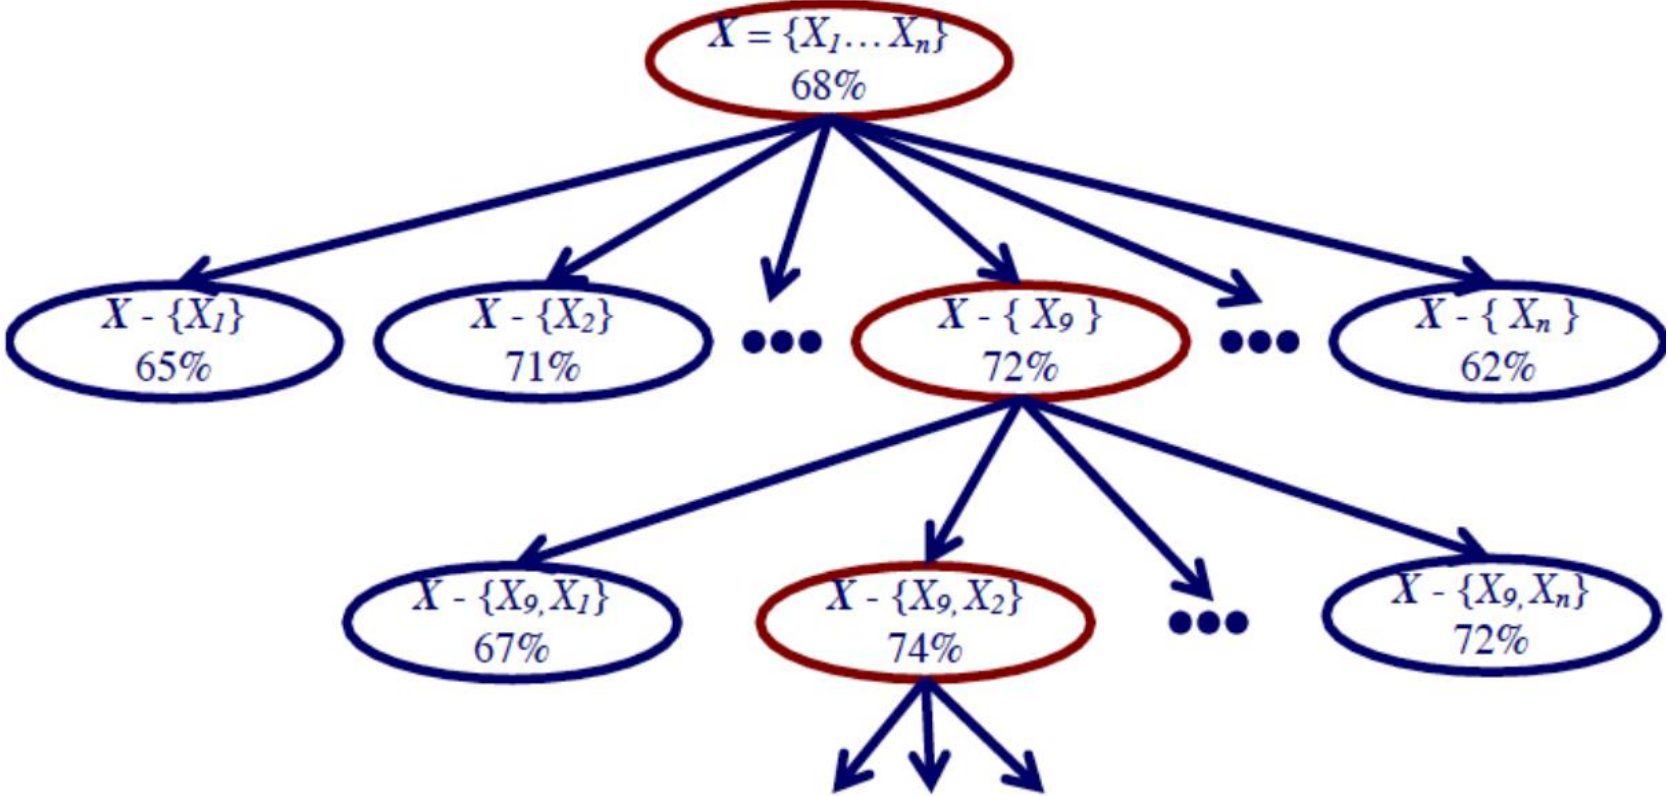 X = {X1…Xn}
68%
X - {X1}
65%
X - {X2}
71%
X - { X9 }
72%
X - { Xn }
62%
X - {X9, X1}
67%
X - {X9, X2}
74%
X - {X9, Xn}
72%